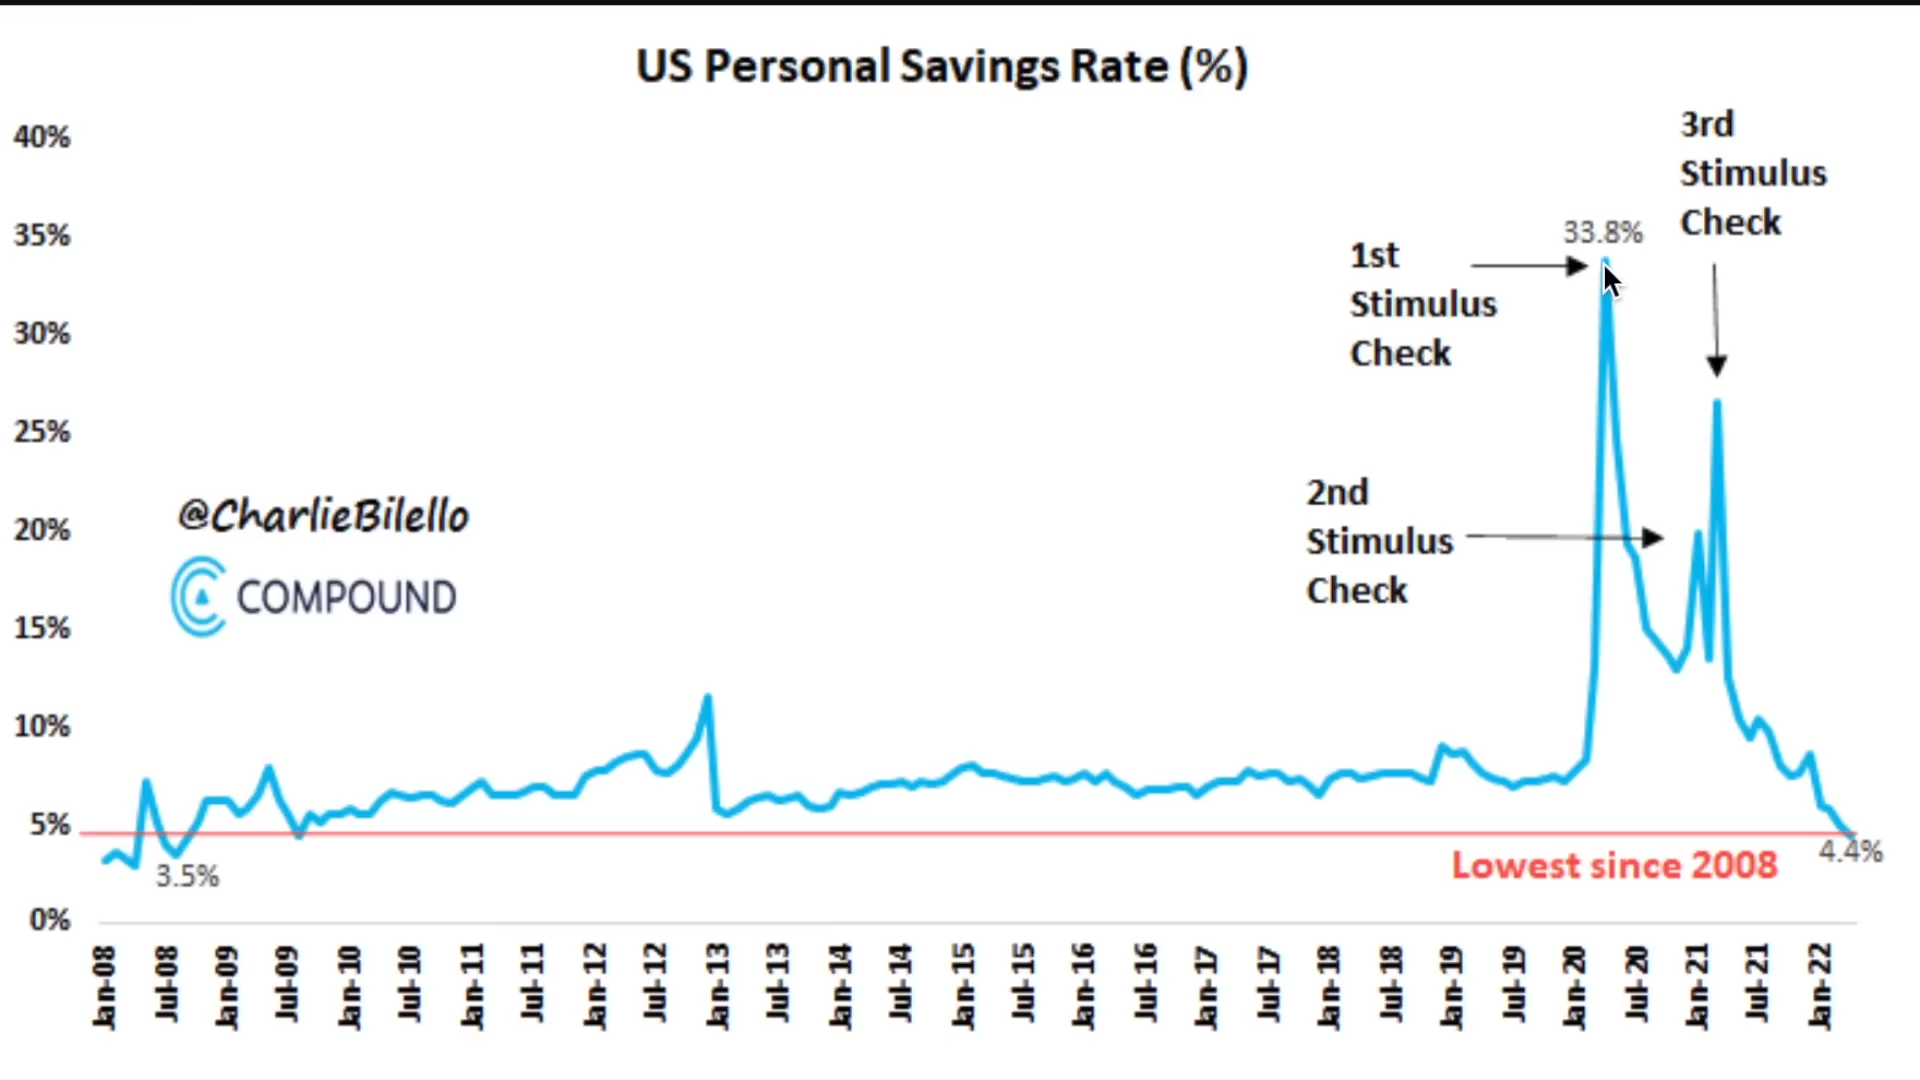 US Personal Savings Rate (%)
40%
35%
30%
25%
20%
15%
10%
5%
0%
3rd
Stimulus
Check
33.8%
1st
Stimulus
Check
2nd
Stimulus
Check
@CharlieBilello
COMPOUND
3.5%
4.4%
Lowest since 2008
Jan-08
Jul-08
Jan-09
Jul-09
Jan-10
Jul-10
Jan-11
Jul-11
Jan-12
Jul-12
Jan-13
Jul-13
Jan-14
Jul-14
Jan-15
Jul-15
Jan-16
Jul-16
Jan-17
Jul-17
Jan-18
Jul-18
Jan-19
Jul-19
Jan-20
Jul-20
Jan-21
Jul-21
Jan-22